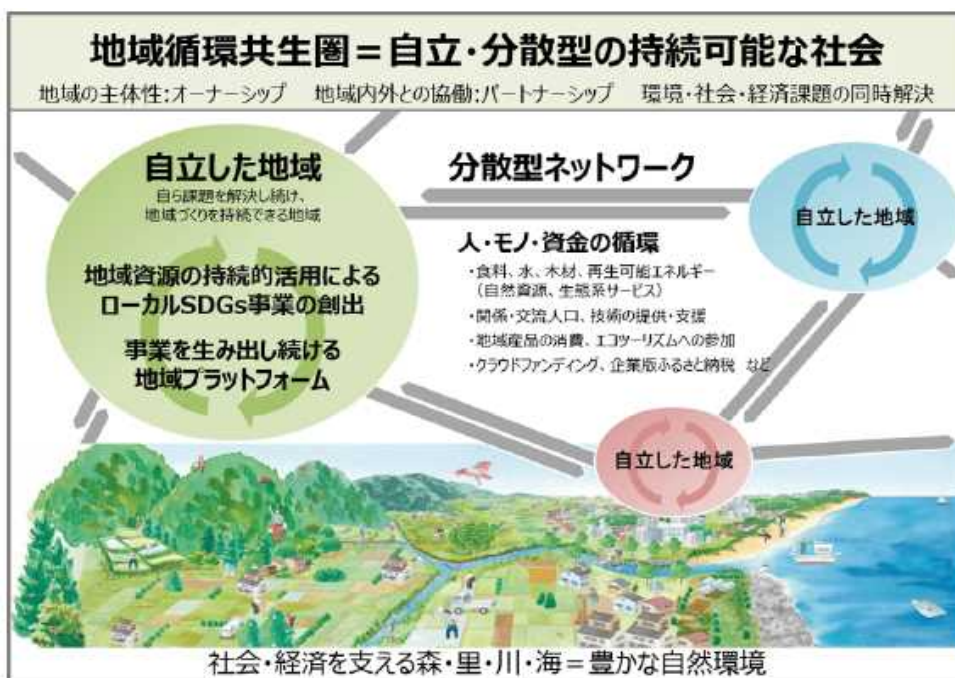 地域循環共生圏＝自立・分散型の持続可能な社会
地域の主体性:オーナーシップ　地域内外との協働:パートナーシップ　環境・社会・経済課題の同時解決
自立した地域
自ら課題を解決し続け、
地域づくりを持続できる地域
地域資源の持続的活用による
ローカルSDGs事業の創出
事業を生み出し続ける
地域プラットフォーム
分散型ネットワーク
人・モノ・資金の循環
・食料、水、木材、再生可能エネルギー
（自然資源、生態系サービス）
・関係・交流人口、技術の提供・支援
・地域産品の消費、エコツーリズムへの参加
・クラウドファンディング、企業版ふるさと納税　など
自立した地域
自立した地域
社会・経済を支える森・里・川・海＝豊かな自然環境